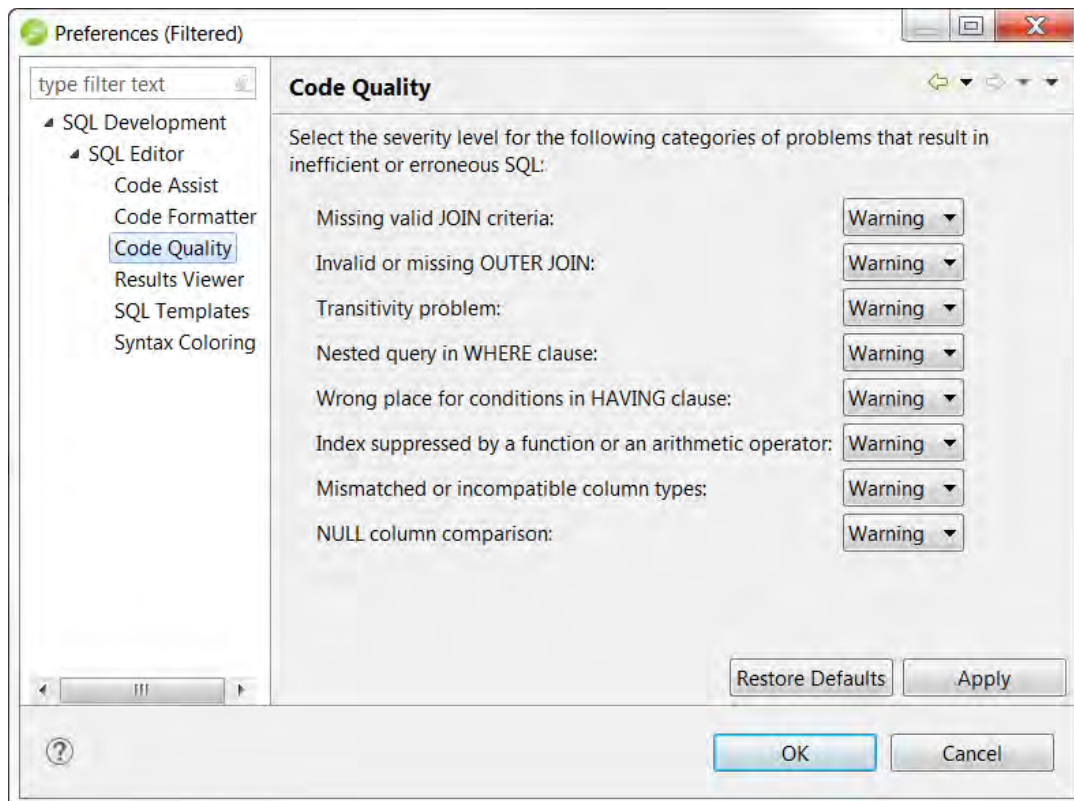 Preferences (Filtered)
type filter text
SQL Development
SQL Editor
Code Assist
Code Formatter
Code Quality
Results Viewer
SQL Templates
Syntax Coloring
Code Quality
Select the severity level for the following categories of problems that result in
inefficient or erroneous SQL:
Missing valid JOIN criteria: Warning
Invalid or missing OUTER JOIN: Warning
Transitivity problem: Warning
Nested query in WHERE clause: Warning
Wrong place for conditions in HAVING clause: Warning
Index suppressed by a function or an arithmetic operator: Warning
Mismatched or incompatible column types: Warning
NULL column comparison: Warning
Restore Defaults Apply
OK Cancel